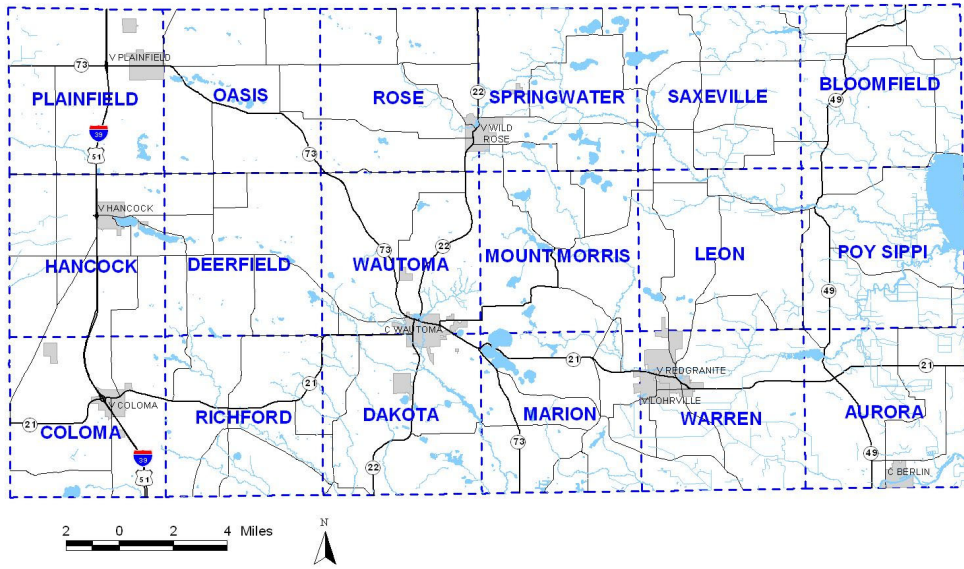 V PLAINFIELD
73
PLAINFIELD
OASIS
ROSE
22
SPRINGWATER
SAXEVILLE
BLOOMFIELD
49
39
51
73
V WILD
ROSE
V HANCOCK
HANCOCK
DEERFIELD
WAUTOMA
73
22
MOUNT MORRIS
LEON
POY SIPPI
49
C WAUTOMA
21
V COLOMA
21
COLOMA
RICHFORD
DAKOTA
21
V REDGRANITE
V LOHRVILLE
MARION
WARREN
21
AURORA
39
51
22
73
49
C BERLIN
2 0 2 4 Miles
N